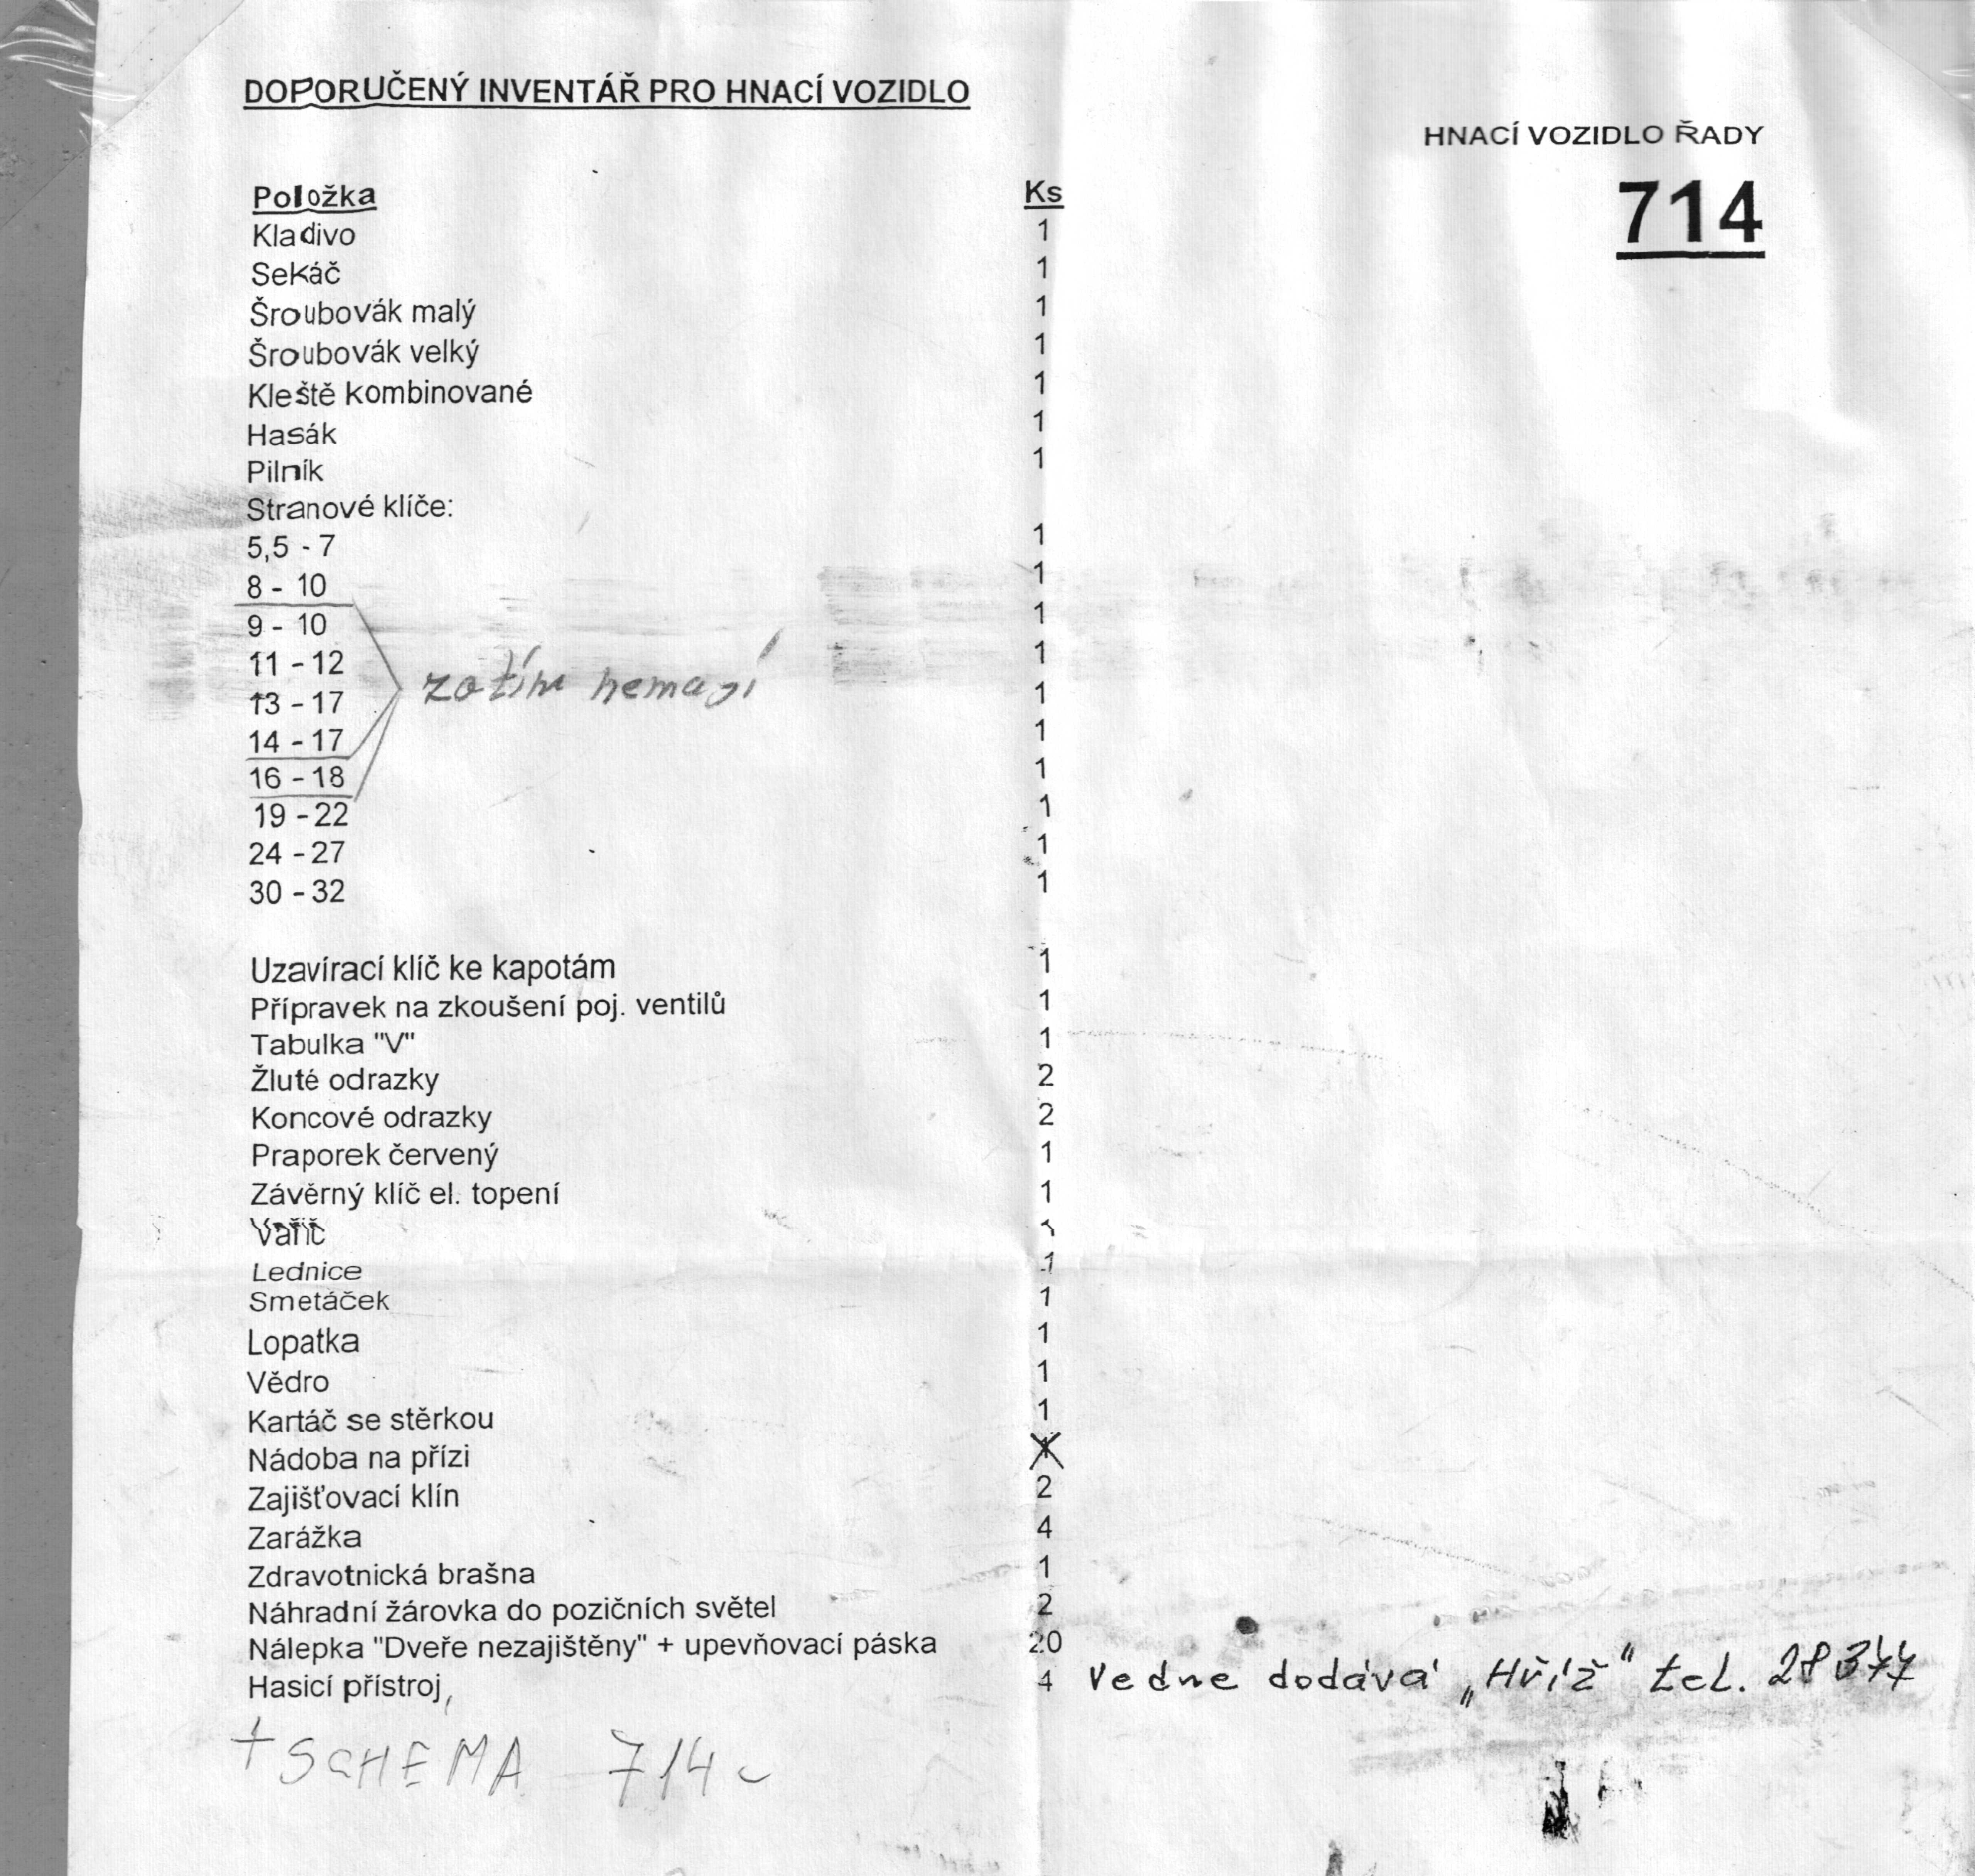 DOPORUČENÝ INVENTÁŘ PRO HNACÍ VOZIDLO
HNACÍ VOZIDLO ŘADY
714
Položka Ks
Kladivo 1
Sekáč 1
Šroubovák malý 1
Šroubovák velký 1
Kleště kombinované 1
Hasák 1
Pilník 1
Stranové klíče:
5,5 - 7 1
8 - 10 1
9 - 10 1
11 - 12 1
zatím nemají
13 - 17 1
14 - 17 1
16 - 18 1
19 - 22 1
24 - 27 1
30 - 32 1
Uzavírací klíč ke kapotám 1
Přípravek na zkoušení poj. ventilů 1
Tabulka "V" 1
Žluté odrazky 2
Koncové odrazky 2
Praporek červený 1
Závěrný klíč el. topení 1
Vařič 1
Lednice 1
Smetáček 1
Lopatka 1
Vědro 1
Kartáč se stěrkou 1
Nádoba na přízi 1
Zajišťovací klín 2
Zarážka 4
Zdravotnická brašna 1
Náhradní žárovka do pozičních světel 2
Nálepka "Dveře nezajištěny" + upevňovací páska 20
Hasicí přístroj, 4 dodává „Hříž" tel.
+ SCHEMA 714